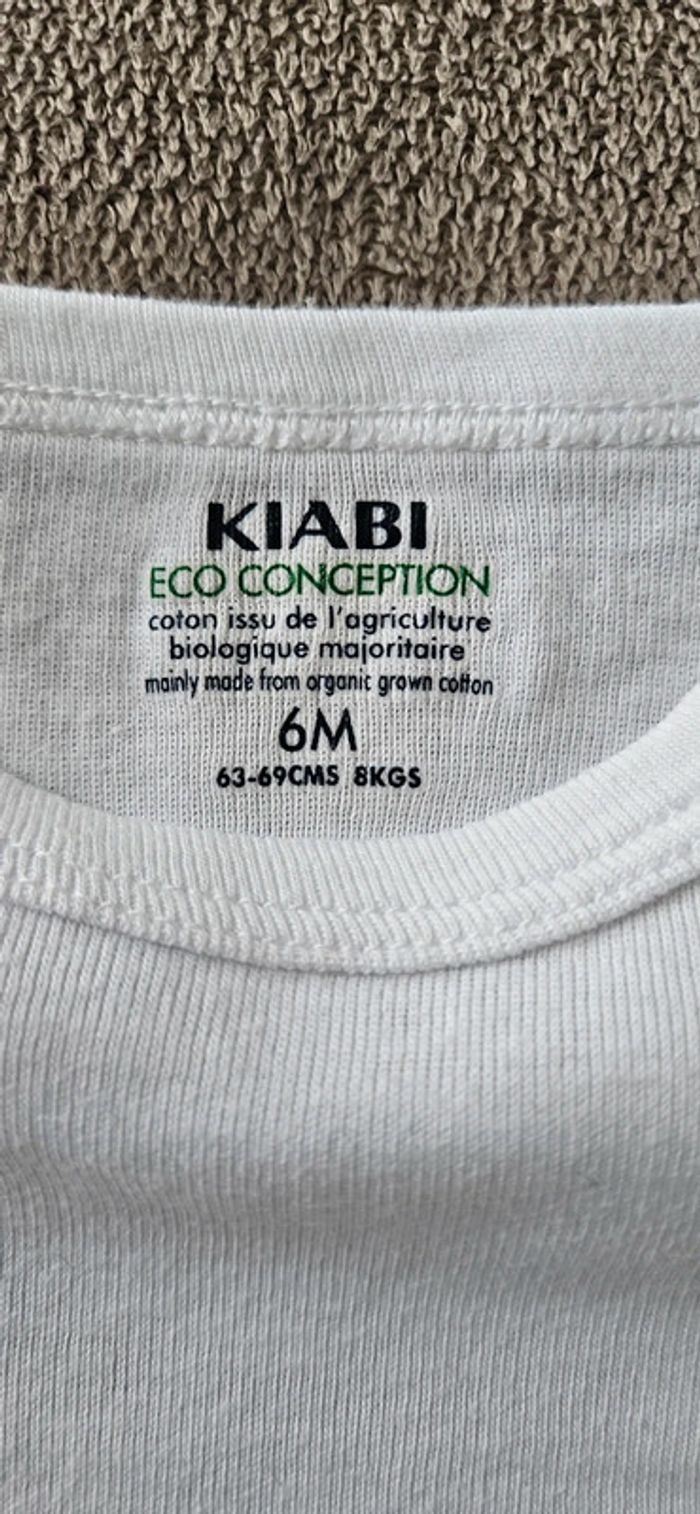 KIABI
ECO CONCEPTION
coton issu de l'agriculture
biologique majoritaire
mainly made from organic grown cotton
6M
63-69CMS 8KGS